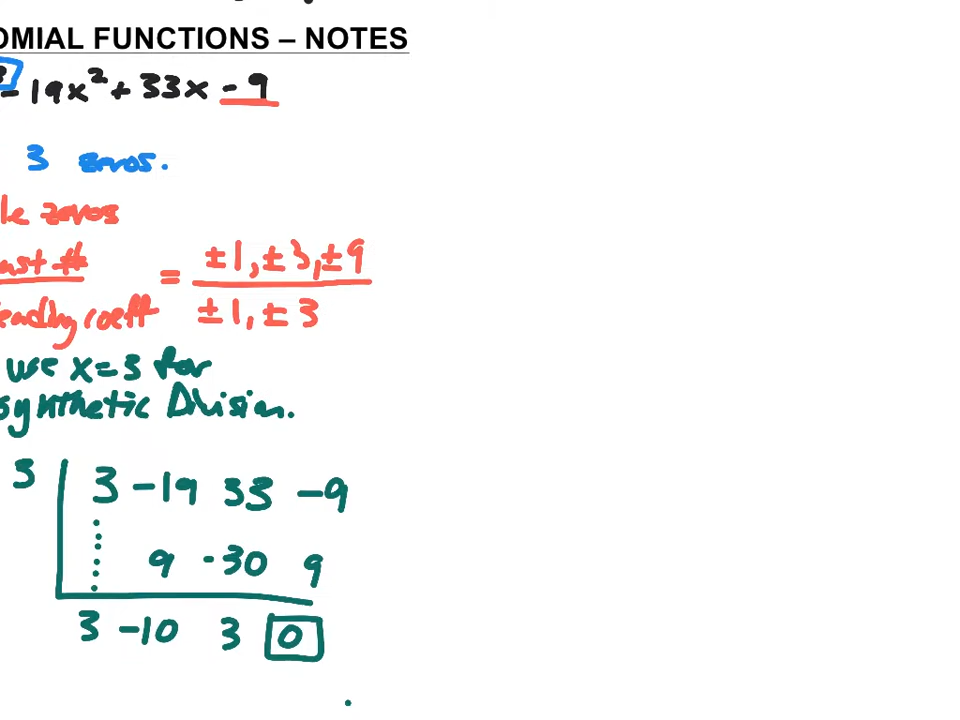 OMIAL FUNCTIONS – NOTES
- 19x² + 33x - 9
3 zeros.
le zeros
ast # = ±1, ±3, ±9
eading coeff ±1, ±3
use x=3 for
synthetic Division.
3 3 -19 33 -9
9 -30 9
3 -10 3 0